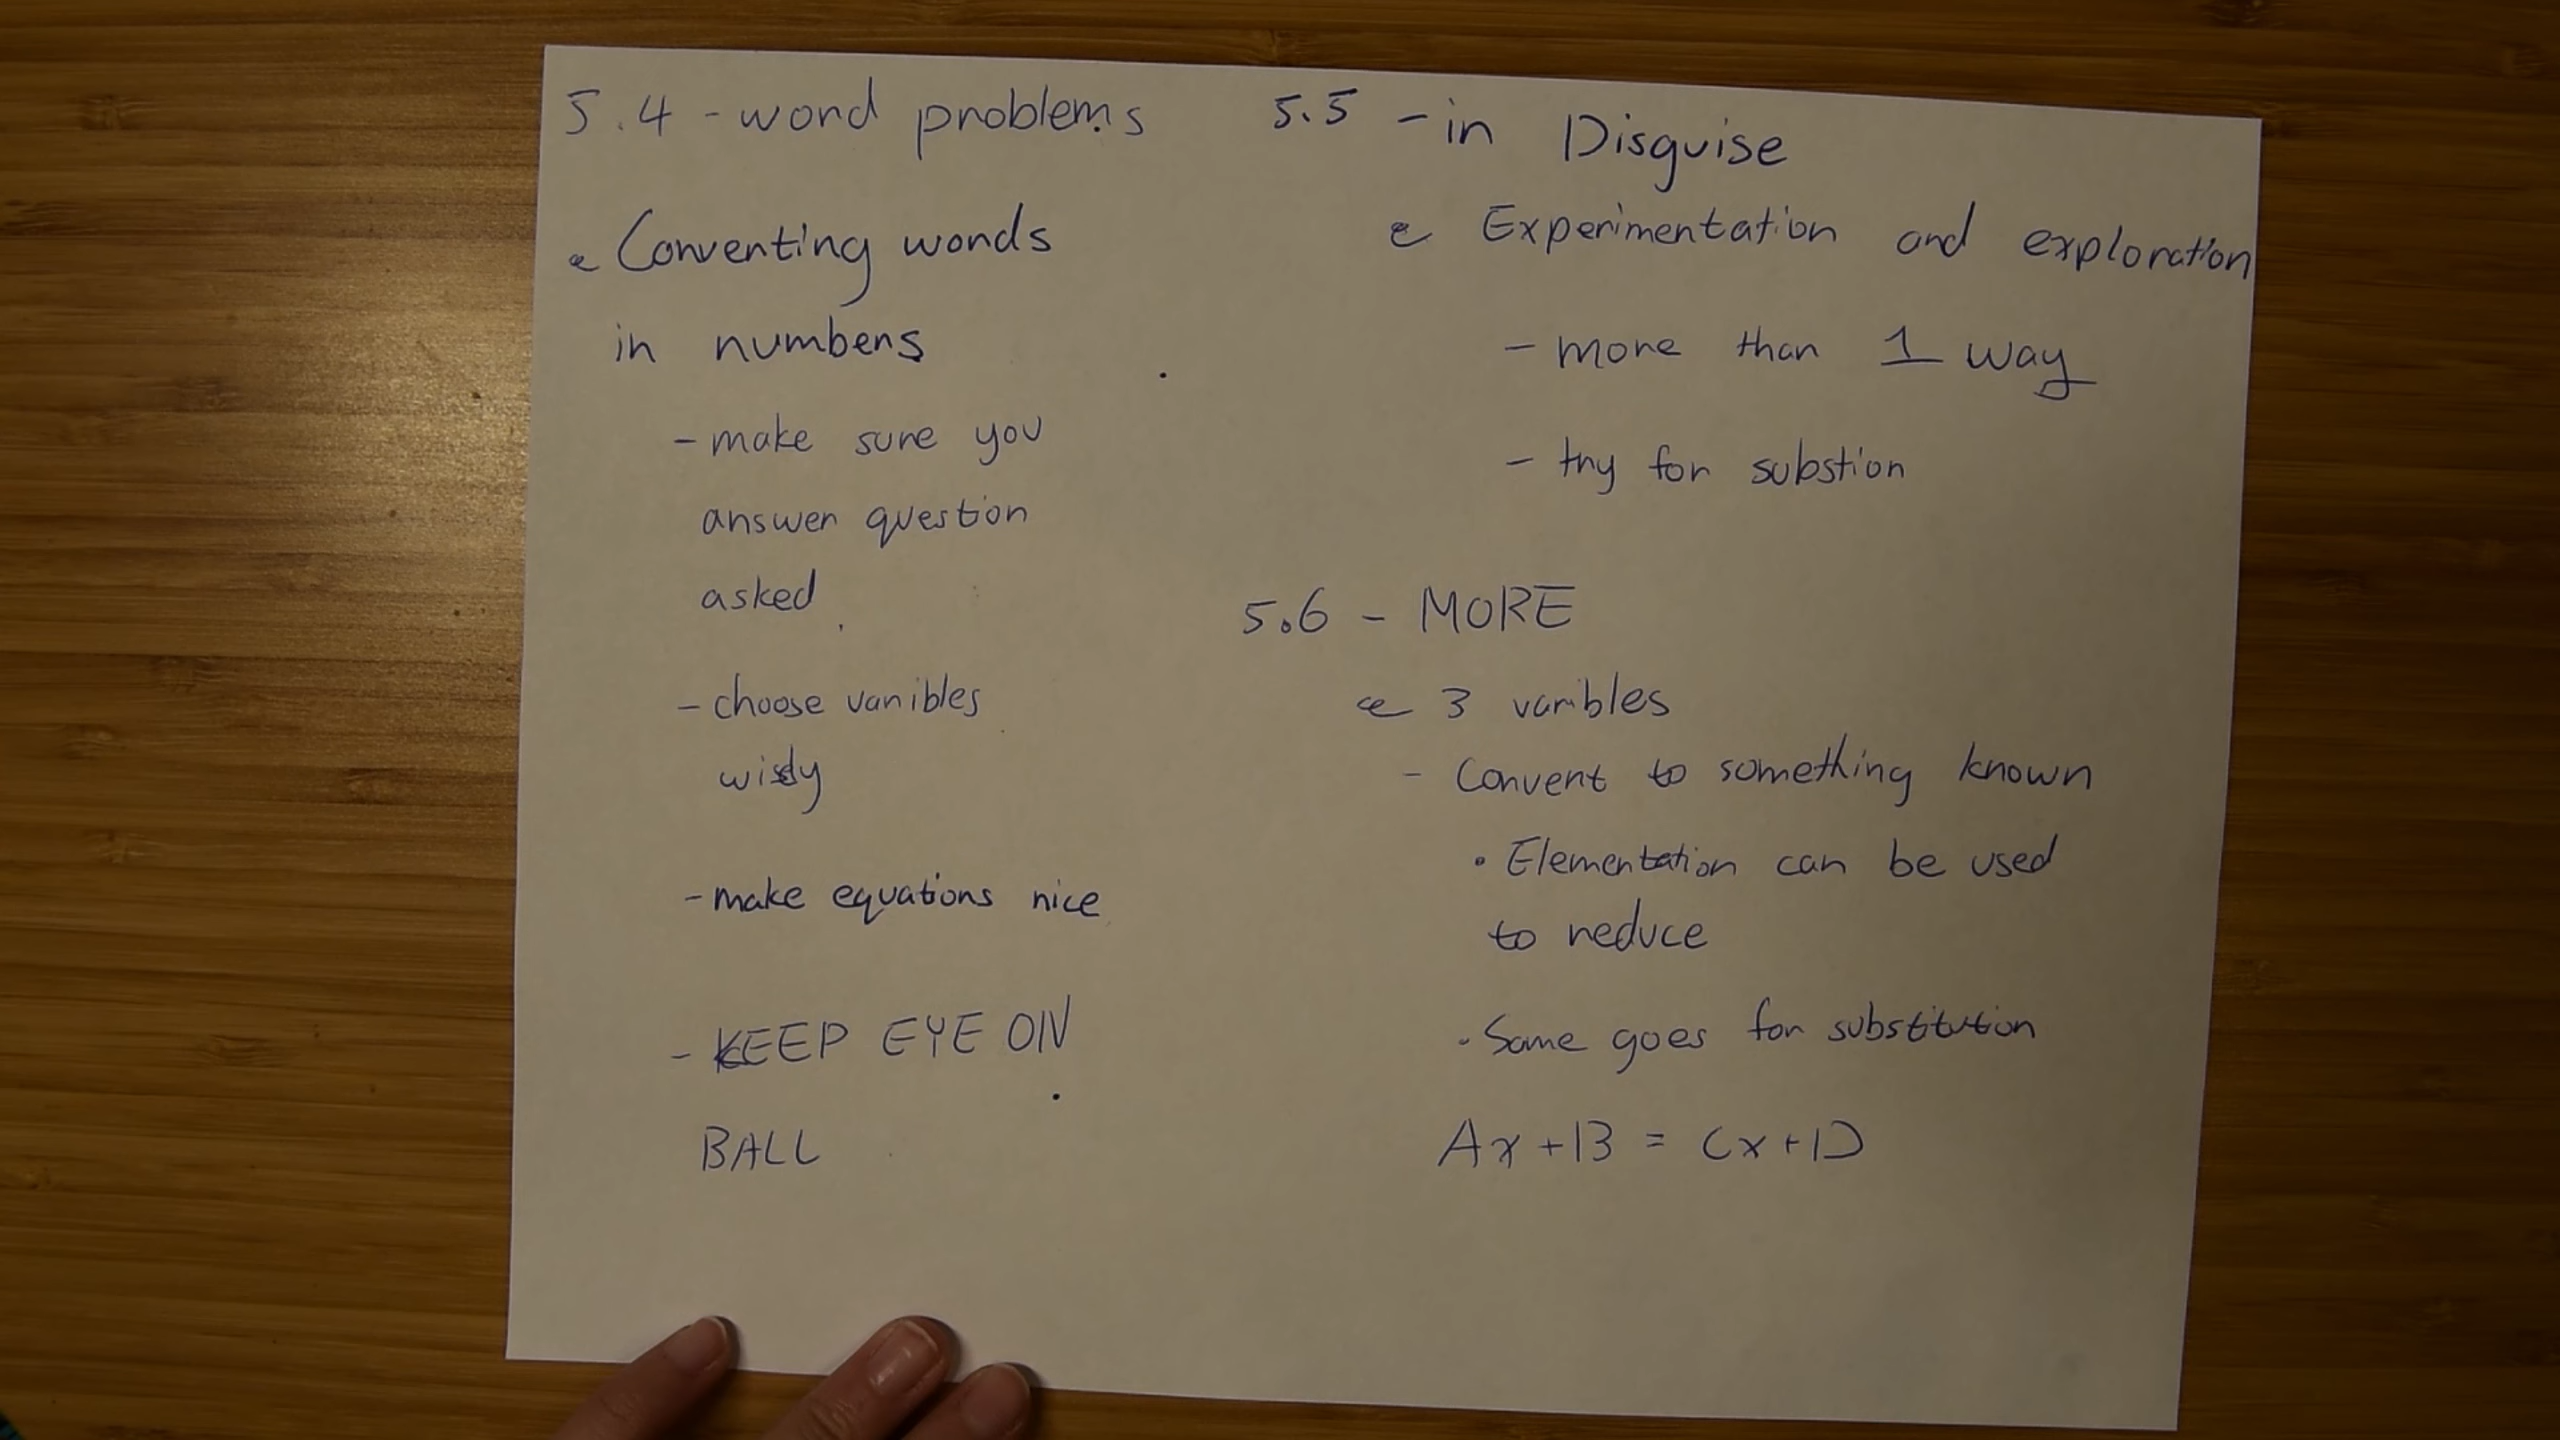 5.4 - word problems
Converting words
in numbers
- make sure you
answer question
asked
- choose varibles
wisely
- make equations nice
- KEEP EYE ON
BALL
5.5 - in Disguise
Experimentation and exploration
- more than 1 way
- try for substion
5.6 - MORE
3 varibles
- Convert to something known
• Elementation can be used
to reduce
• Same goes for substitution
Ax + B = Cx + D